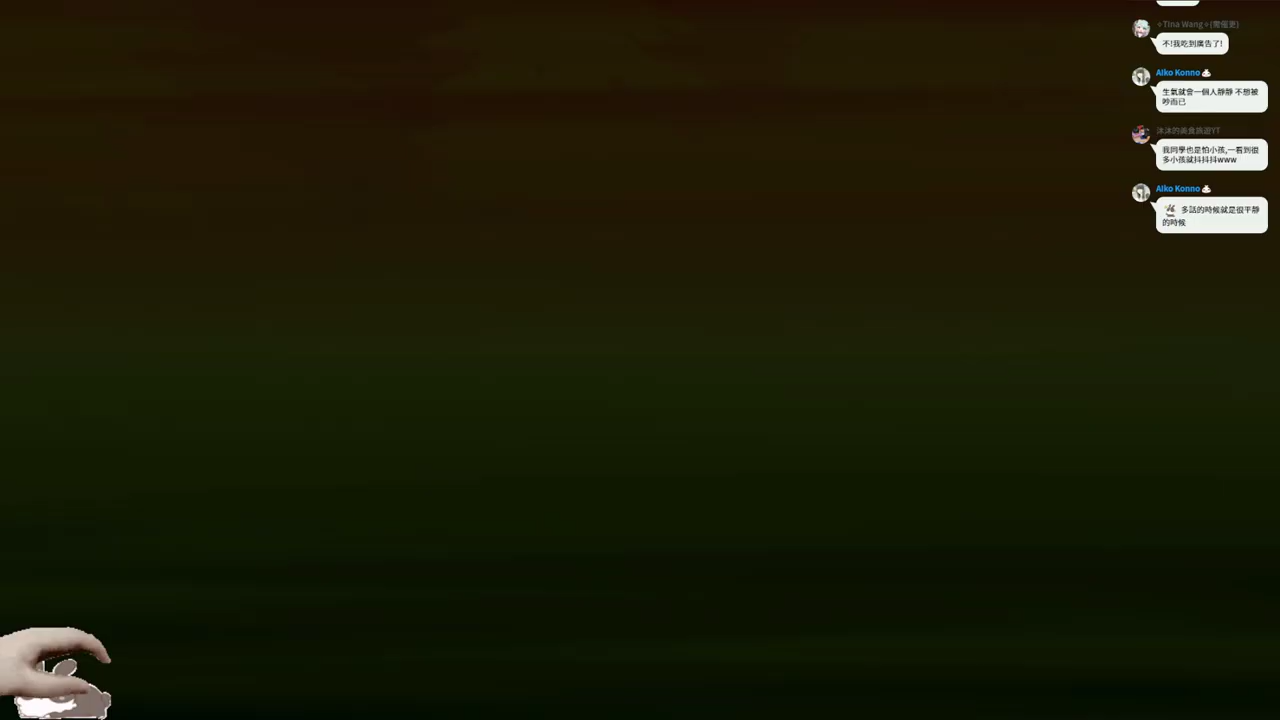 ✧Tina Wang✧(需催更)
不!我吃到廣告了!
Aiko Konno
生氣就會一個人靜靜 不想被
吵而已
沐沐的美食旅遊YT
我同學也是怕小孩,一看到很
多小孩就抖抖抖www
Aiko Konno
多話的時候就是很平靜
的時候